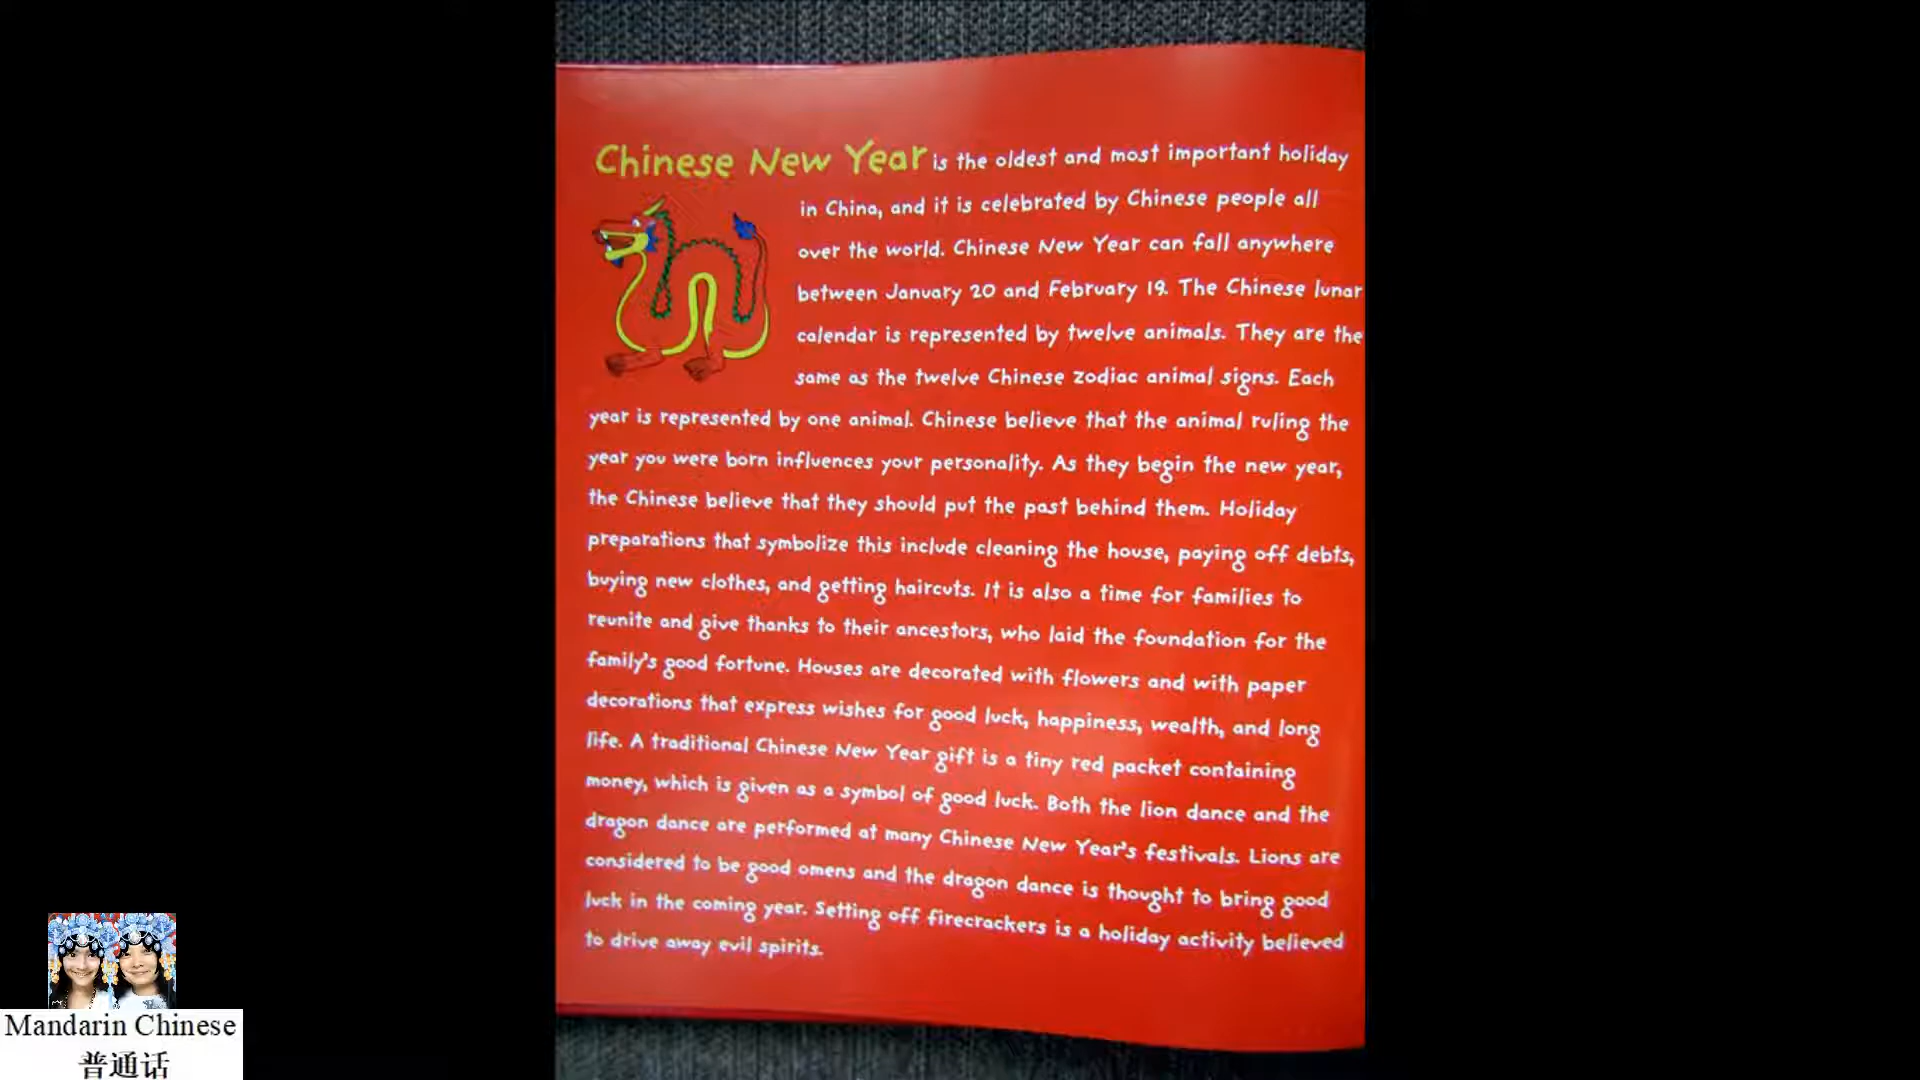 Chinese New Year is the oldest and most important holiday
in China, and it is celebrated by Chinese people all
over the world. Chinese New Year can fall anywhere
between January 20 and February 19. The Chinese lunar
calendar is represented by twelve animals. They are the
same as the twelve Chinese zodiac animal signs. Each
year is represented by one animal. Chinese believe that the animal ruling the
year you were born influences your personality. As they begin the new year,
the Chinese believe that they should put the past behind them. Holiday
preparations that symbolize this include cleaning the house, paying off debts,
buying new clothes, and getting haircuts. It is also a time for families to
reunite and give thanks to their ancestors, who laid the foundation for the
family's good fortune. Houses are decorated with flowers and with paper
decorations that express wishes for good luck, happiness, wealth, and long
life. A traditional Chinese New Year gift is a tiny red packet containing
money, which is given as a symbol of good luck. Both the lion dance and the
dragon dance are performed at many Chinese New Year's festivals. Lions are
considered to be good omens and the dragon dance is thought to bring good
luck in the coming year. Setting off firecrackers is a holiday activity believed
to drive away evil spirits.
Mandarin Chinese
普通话